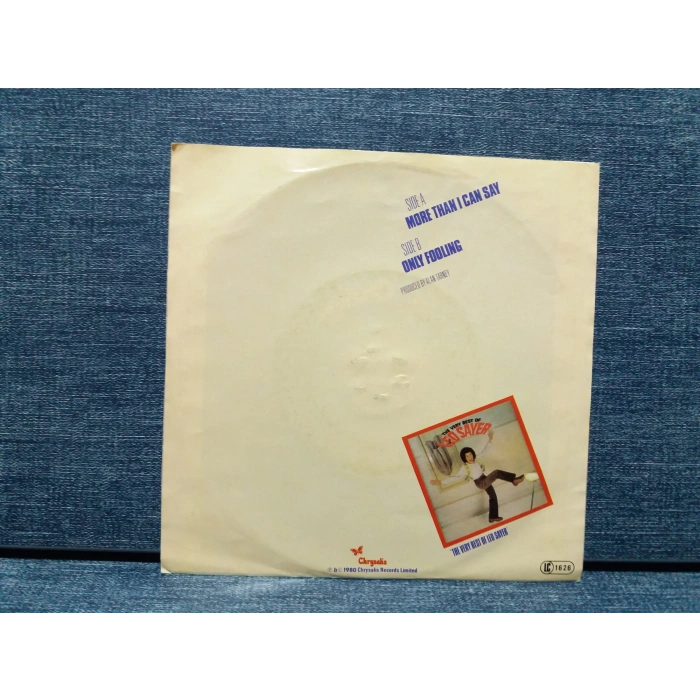 SIDE A
MORE THAN I CAN SAY
SIDE B
ONLY FOOLING
PRODUCED BY ALAN TARNEY
THE VERY BEST OF
LEO SAYER
'THE VERY BEST OF LEO SAYER'
Chrysalis
℗ & © 1980 Chrysalis Records Limited
LC 1626